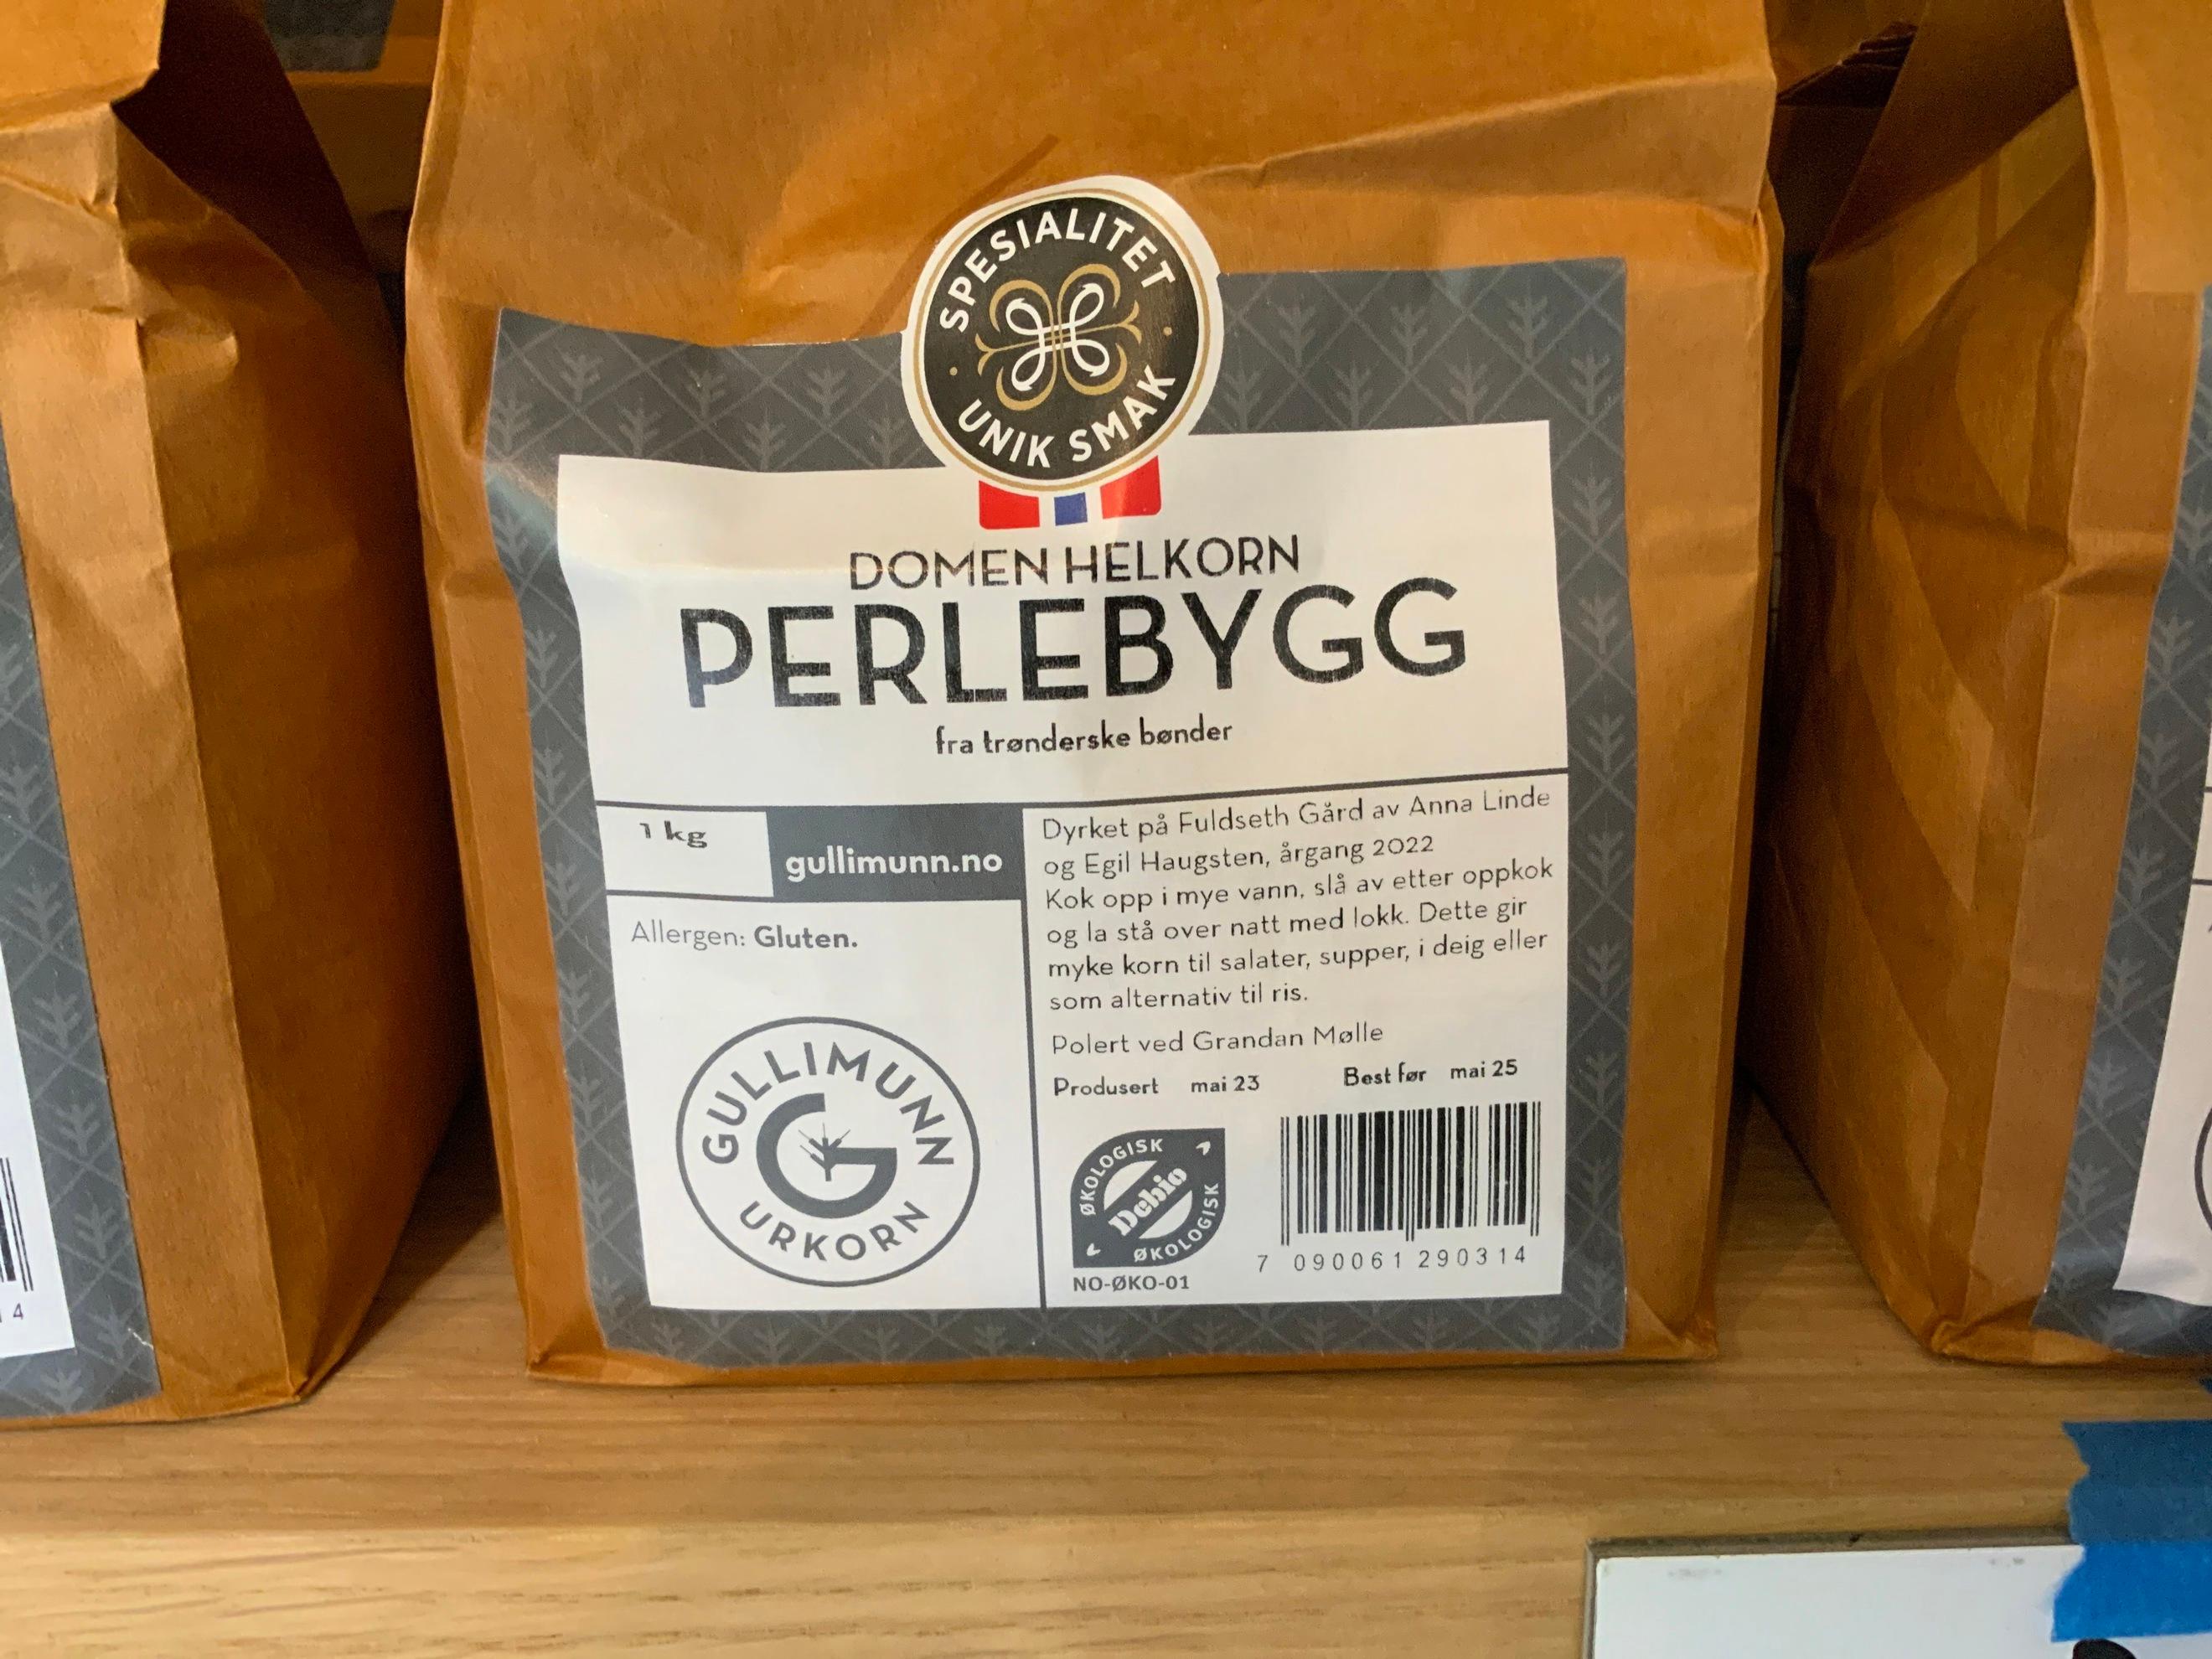 SPESIALITET
UNIK SMAK
DOMEN HELKORN
PERLEBYGG
fra trønderske bønder
1 kg
gullimunn.no
Allergen: Gluten.
GULLIMUNN
G
URKORN
Dyrket på Fuldseth Gård av Anna Linde
og Egil Haugsten, årgang 2022
Kok opp i mye vann, slå av etter oppkok
og la stå over natt med lokk. Dette gir
myke korn til salater, supper, i deig eller
som alternativ til ris.
Polert ved Grandan Mølle
Produsert mai 23 Best før mai 25
ØKOLOGISK
Debio
ØKOLOGISK
NO-ØKO-01
7 090061 290314
4